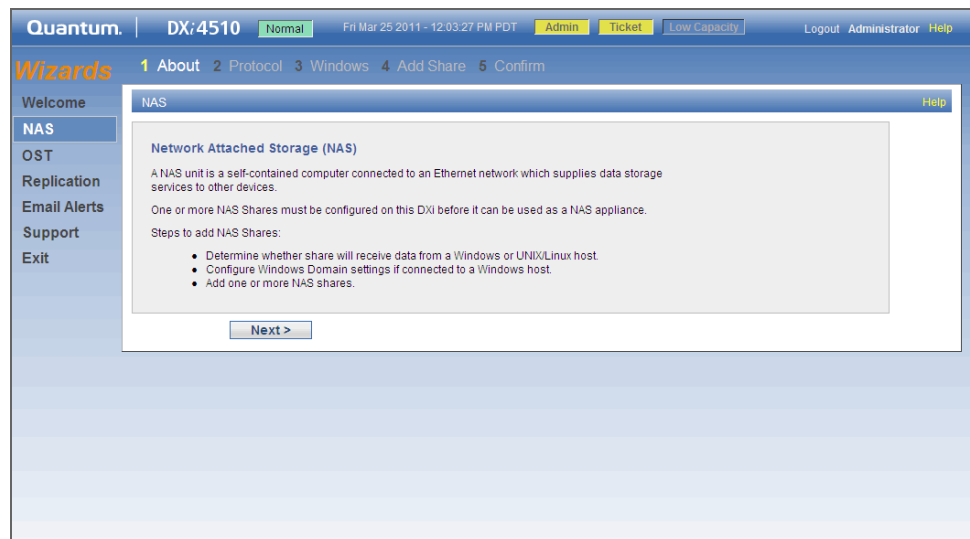 Quantum. DXi4510 Normal Fri Mar 25 2011 - 12:03:27 PM PDT Admin Ticket Low Capacity Logout Administrator Help
Wizards 1 About 2 Protocol 3 Windows 4 Add Share 5 Confirm
Welcome
NAS
OST
Replication
Email Alerts
Support
Exit
NAS Help
Network Attached Storage (NAS)
A NAS unit is a self-contained computer connected to an Ethernet network which supplies data storage
services to other devices.
One or more NAS Shares must be configured on this DXi before it can be used as a NAS appliance.
Steps to add NAS Shares:
• Determine whether share will receive data from a Windows or UNIX/Linux host.
• Configure Windows Domain settings if connected to a Windows host.
• Add one or more NAS shares.
Next >